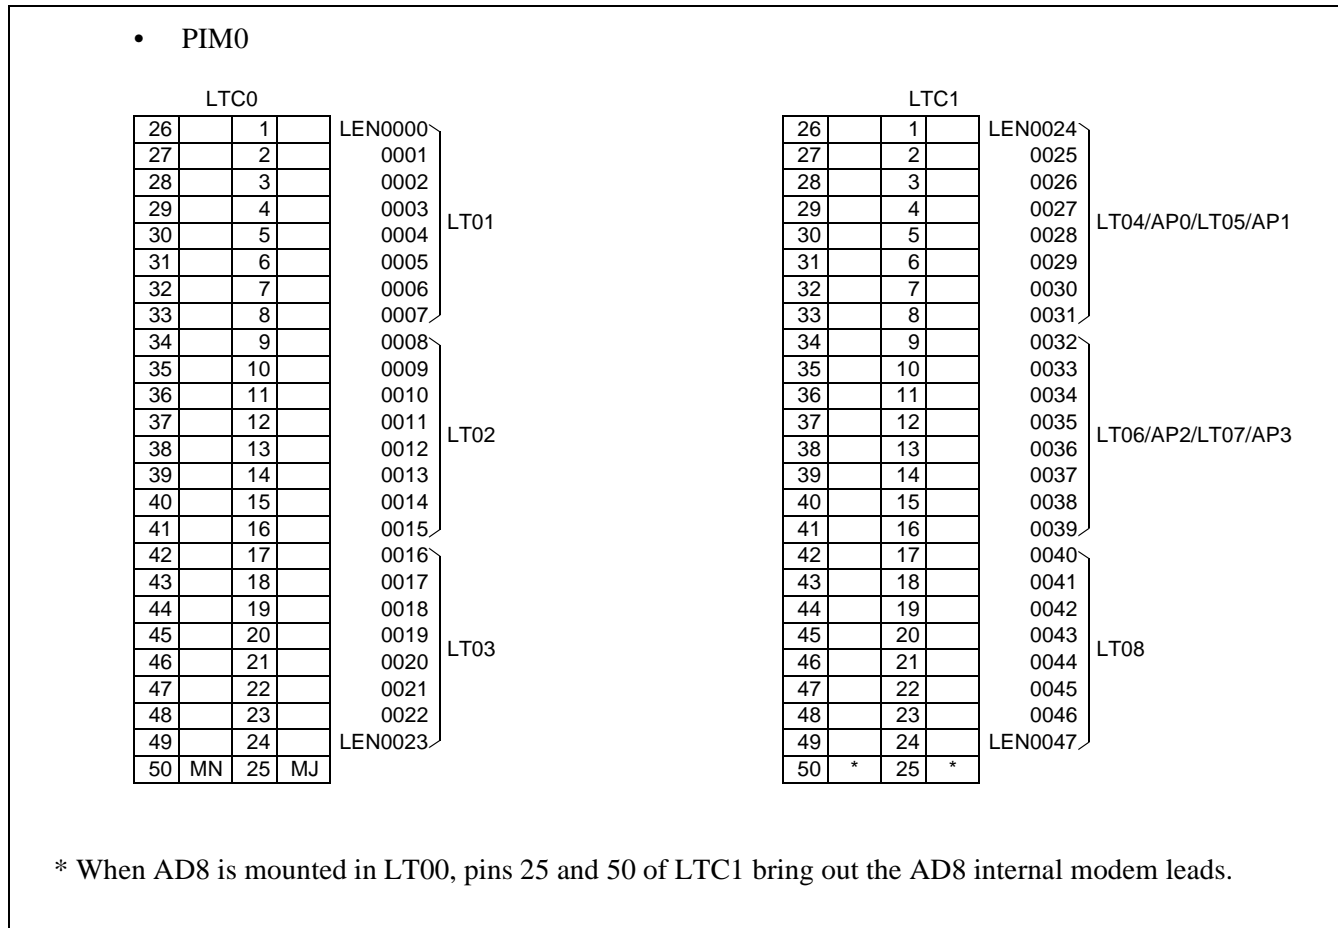 • PIM0
LTC0
26 1 LEN0000
27 2 0001
28 3 0002
29 4 0003
LT01
30 5 0004
31 6 0005
32 7 0006
33 8 0007
34 9 0008
35 10 0009
36 11 0010
37 12 0011
LT02
38 13 0012
39 14 0013
40 15 0014
41 16 0015
42 17 0016
43 18 0017
44 19 0018
45 20 0019
LT03
46 21 0020
47 22 0021
48 23 0022
49 24 LEN0023
50 MN 25 MJ
LTC1
26 1 LEN0024
27 2 0025
28 3 0026
29 4 0027
LT04/AP0/LT05/AP1
30 5 0028
31 6 0029
32 7 0030
33 8 0031
34 9 0032
35 10 0033
36 11 0034
37 12 0035
LT06/AP2/LT07/AP3
38 13 0036
39 14 0037
40 15 0038
41 16 0039
42 17 0040
43 18 0041
44 19 0042
45 20 0043
LT08
46 21 0044
47 22 0045
48 23 0046
49 24 LEN0047
50 * 25 *
* When AD8 is mounted in LT00, pins 25 and 50 of LTC1 bring out the AD8 internal modem leads.